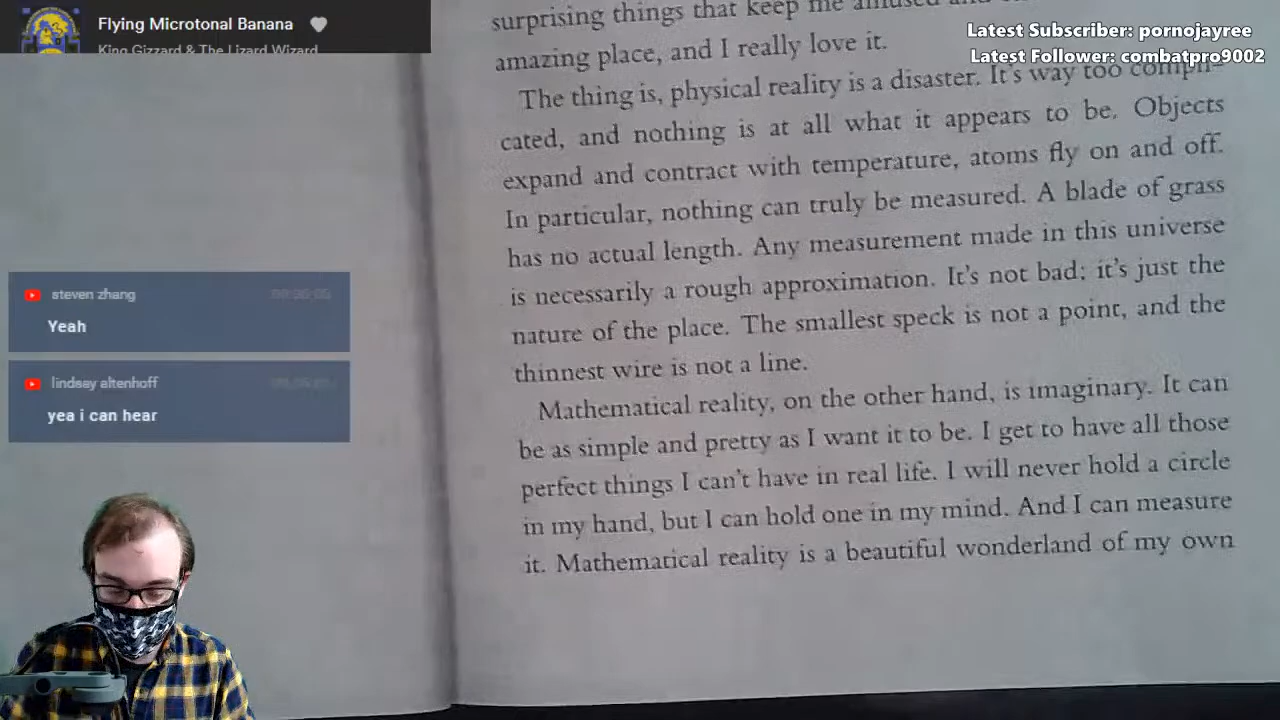 Flying Microtonal Banana
King Gizzard & The Lizard Wizard
Latest Subscriber: pornojayree
Latest Follower: combatpro9002
steven zhang
Yeah
lindsay altenhoff
yea i can hear
surprising things that keep me amused and
amazing place, and I really love it.
The thing is, physical reality is a disaster. It's way too compli-
cated, and nothing is at all what it appears to be. Objects
expand and contract with temperature, atoms fly on and off.
In particular, nothing can truly be measured. A blade of grass
has no actual length. Any measurement made in this universe
is necessarily a rough approximation. It's not bad; it's just the
nature of the place. The smallest speck is not a point, and the
thinnest wire is not a line.
Mathematical reality, on the other hand, is imaginary. It can
be as simple and pretty as I want it to be. I get to have all those
perfect things I can't have in real life. I will never hold a circle
in my hand, but I can hold one in my mind. And I can measure
it. Mathematical reality is a beautiful wonderland of my own